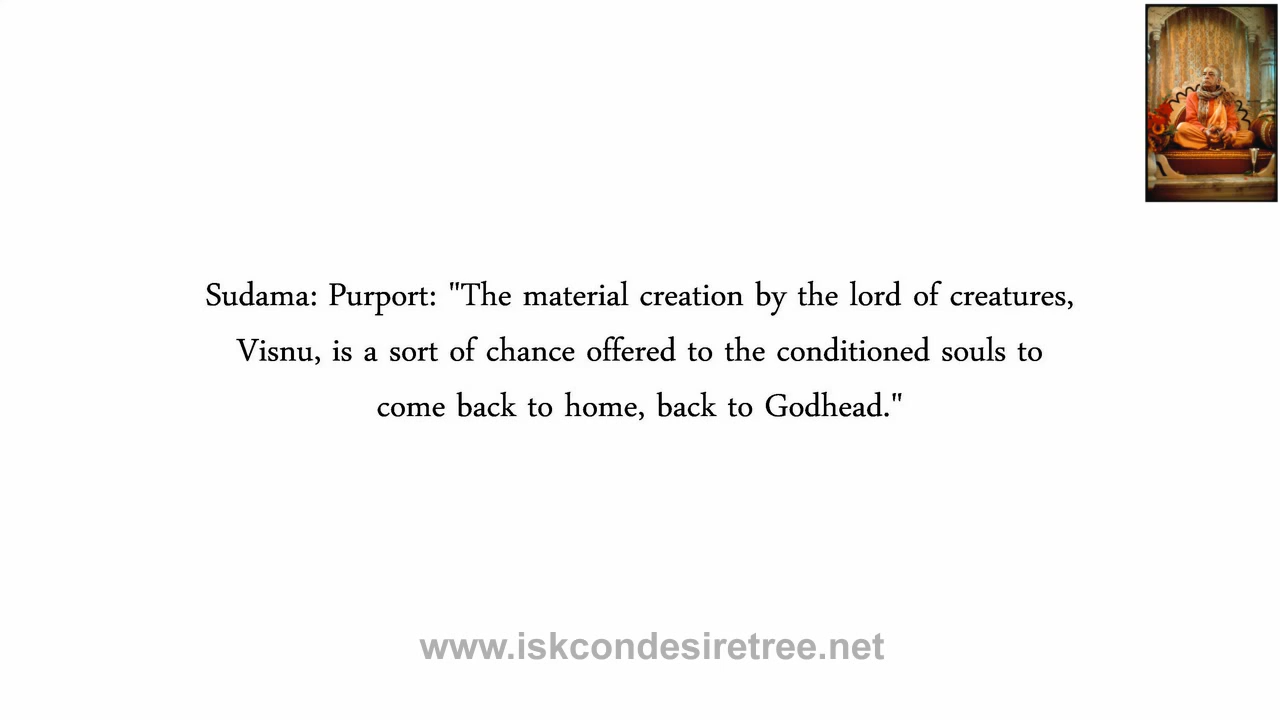 Sudama: Purport: "The material creation by the lord of creatures,
Visnu, is a sort of chance offered to the conditioned souls to
come back to home, back to Godhead."
www.iskcondesiretree.net